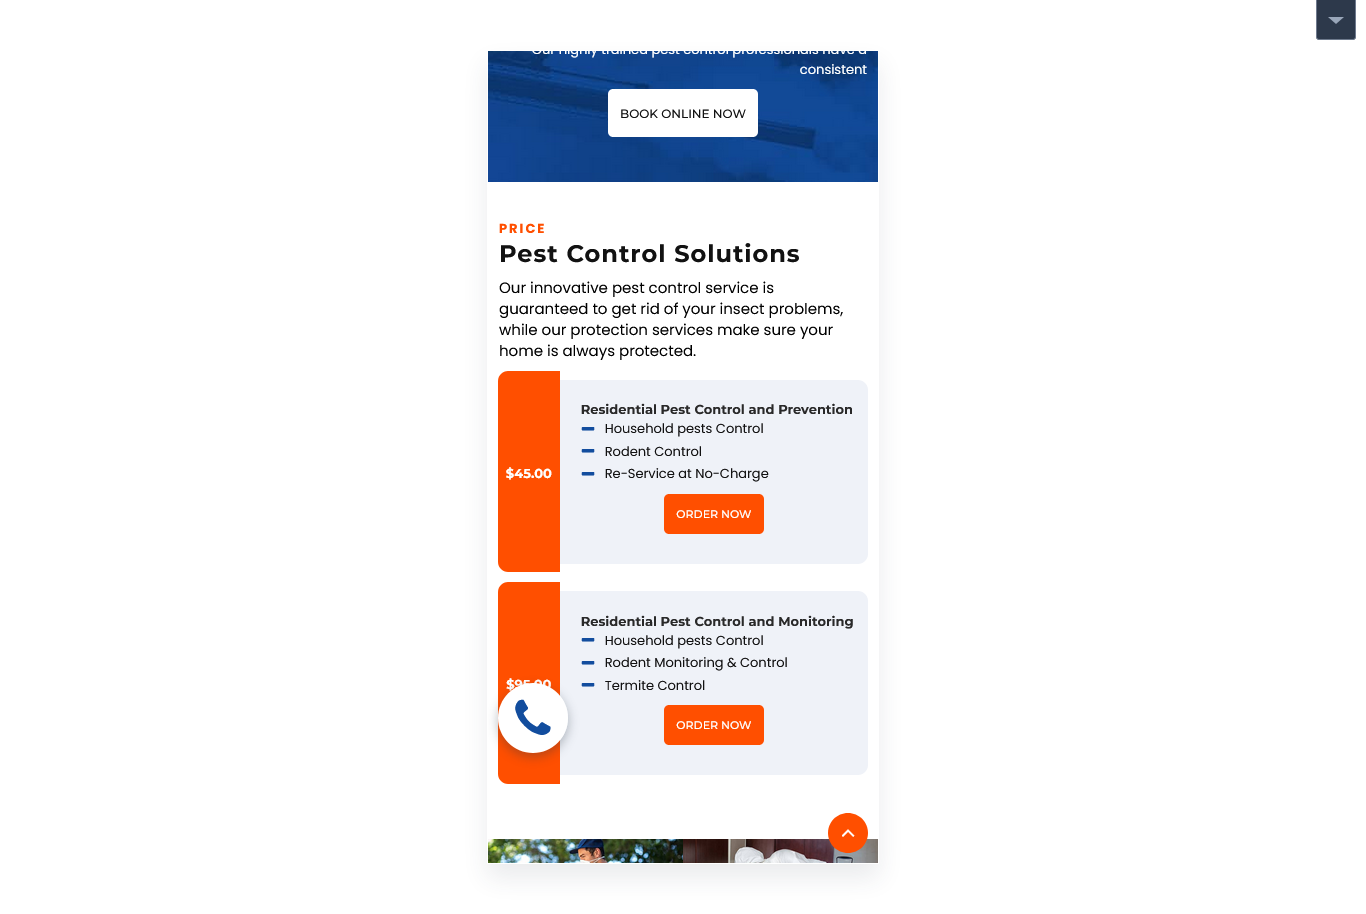 Our highly trained pest control professionals have a
consistent
BOOK ONLINE NOW
PRICE
Pest Control Solutions
Our innovative pest control service is
guaranteed to get rid of your insect problems,
while our protection services make sure your
home is always protected.
$45.00
Residential Pest Control and Prevention
Household pests Control
Rodent Control
Re-Service at No-Charge
ORDER NOW
$95.00
Residential Pest Control and Monitoring
Household pests Control
Rodent Monitoring & Control
Termite Control
ORDER NOW